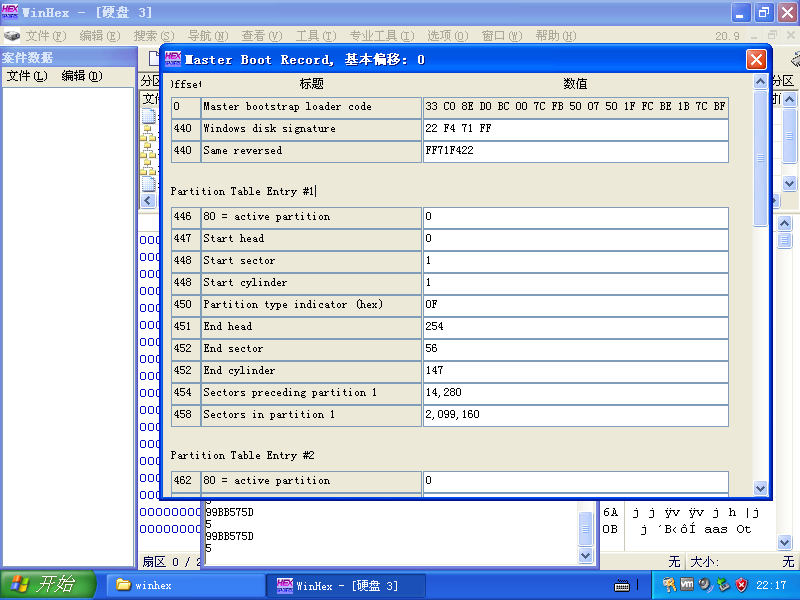 WinHex - [硬盘 3]
文件(F) 编辑(E) 搜索(S) 导航(N) 查看(V) 工具(T) 专业工具(I) 选项(O) 窗口(W) 帮助(H) 20.9
案件数据
文件(L) 编辑(D)
Master Boot Record, 基本偏移: 0
Offset 标题 数值
0 Master bootstrap loader code 33 C0 8E D0 BC 00 7C FB 50 07 50 1F FC BE 1B 7C BF
440 Windows disk signature 22 F4 71 FF
440 Same reversed FF71F422
Partition Table Entry #1
446 80 = active partition 0
447 Start head 0
448 Start sector 1
448 Start cylinder 1
450 Partition type indicator (hex) 0F
451 End head 254
452 End sector 56
452 End cylinder 147
454 Sectors preceding partition 1 14,280
458 Sectors in partition 1 2,099,160
Partition Table Entry #2
462 80 = active partition 0
5
99BB575D
5
99BB575D
5
6A j j ÿv ÿv j h |j
0B j ´B‹ôÍ aas Ot
扇区 0 / 2 无 大小: 无
开始 winhex WinHex - [硬盘 3] 22:17